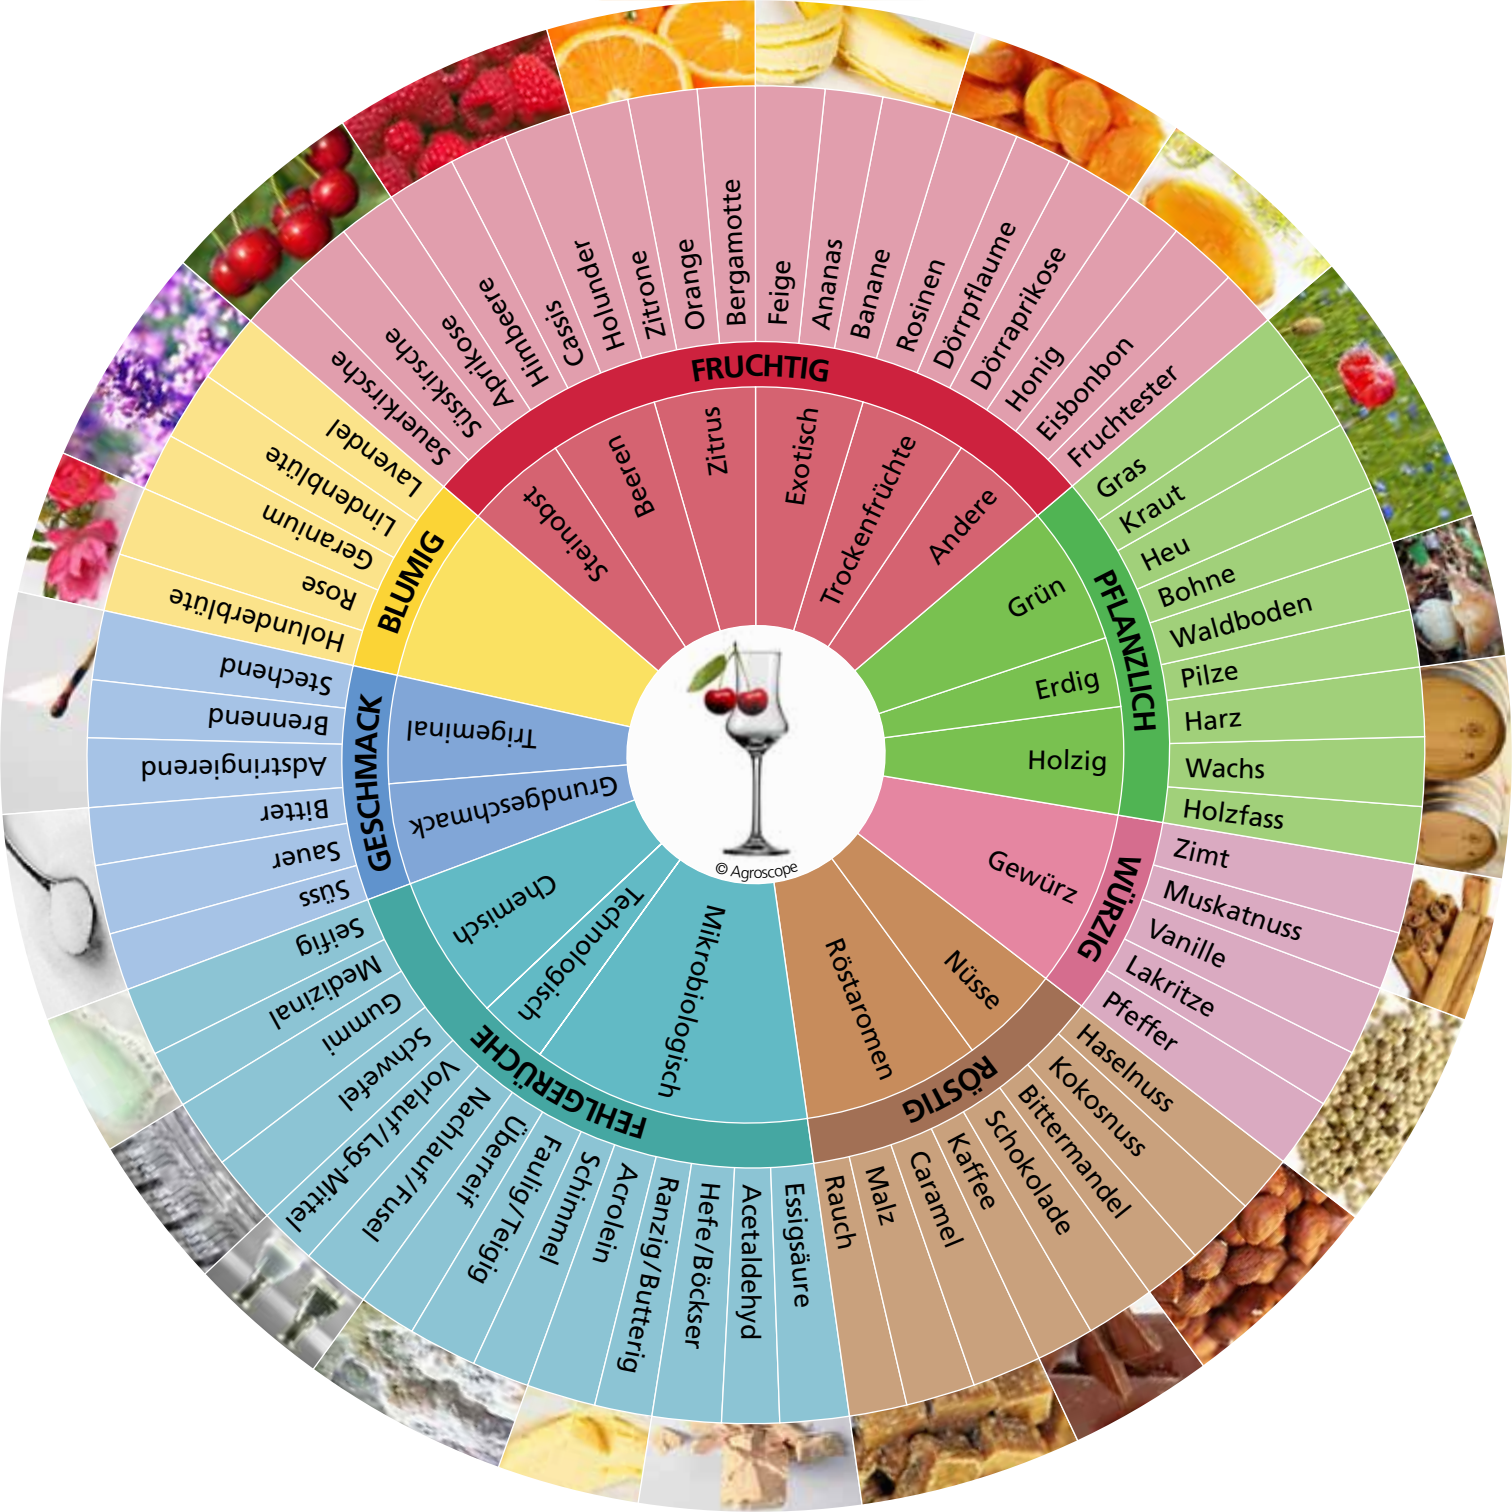 FRUCHTIG
Steinobst
Beeren
Zitrus
Exotisch
Trockenfrüchte
Andere
Sauerkirsche
Süsskirsche
Aprikose
Himbeere
Cassis
Holunder
Zitrone
Orange
Bergamotte
Feige
Ananas
Banane
Rosinen
Dörrpflaume
Dörraprikose
Honig
Eisbonbon
Fruchtester
PFLANZLICH
Grün
Erdig
Holzig
Gras
Kraut
Heu
Bohne
Waldboden
Pilze
Harz
Wachs
Holzfass
WÜRZIG
Gewürz
Zimt
Muskatnuss
Vanille
Lakritze
Pfeffer
RÖSTIG
Nüsse
Röstaromen
Haselnuss
Kokosnuss
Bittermandel
Schokolade
Kaffee
Caramel
Malz
Rauch
FEHLGERÜCHE
Mikrobiologisch
Technologisch
Chemisch
Essigsäure
Acetaldehyd
Hefe/Böckser
Ranzig/Butterig
Acrolein
Schimmel
Faulig/Teigig
Überreif
Nachlauf/Fusel
Vorlauf/Lsg-Mittel
Schwefel
Gummi
Medizinal
Seifig
GESCHMACK
Grundgeschmack
Trigeminal
Süss
Sauer
Bitter
Adstringierend
Brennend
Stechend
BLUMIG
Holunderblüte
Rose
Geranium
Lindenblüte
Lavendel
© Agroscope